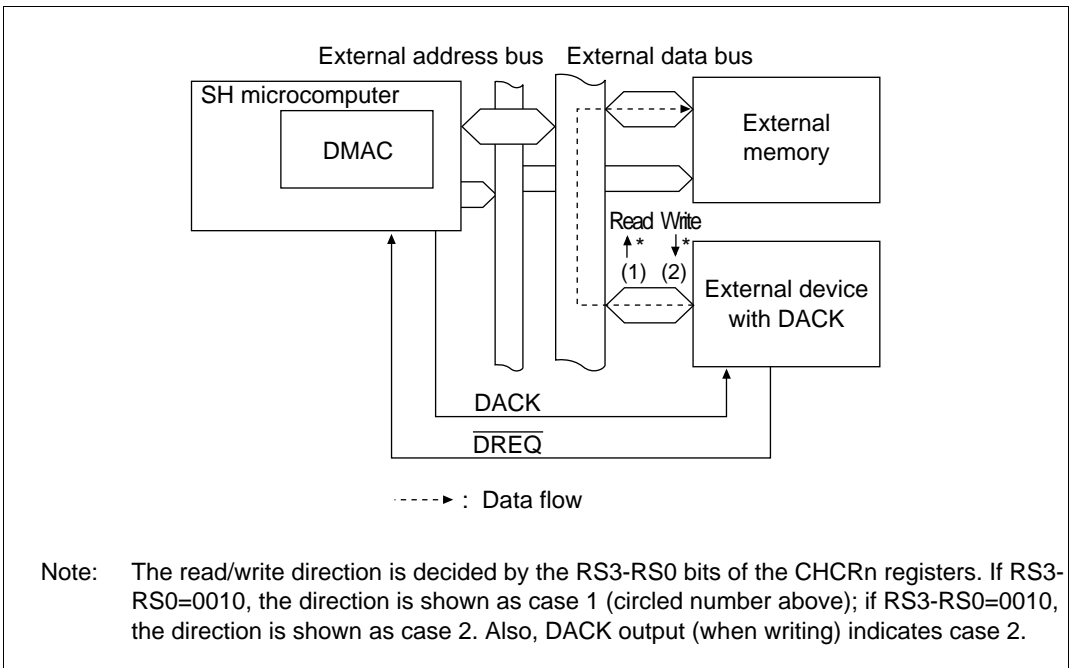 External address bus External data bus
SH microcomputer
DMAC
External
memory
Read Write
* *
(1) (2)
External device
with DACK
DACK
DREQ
: Data flow
Note: The read/write direction is decided by the RS3-RS0 bits of the CHCRn registers. If RS3-
RS0=0010, the direction is shown as case 1 (circled number above); if RS3-RS0=0010,
the direction is shown as case 2. Also, DACK output (when writing) indicates case 2.